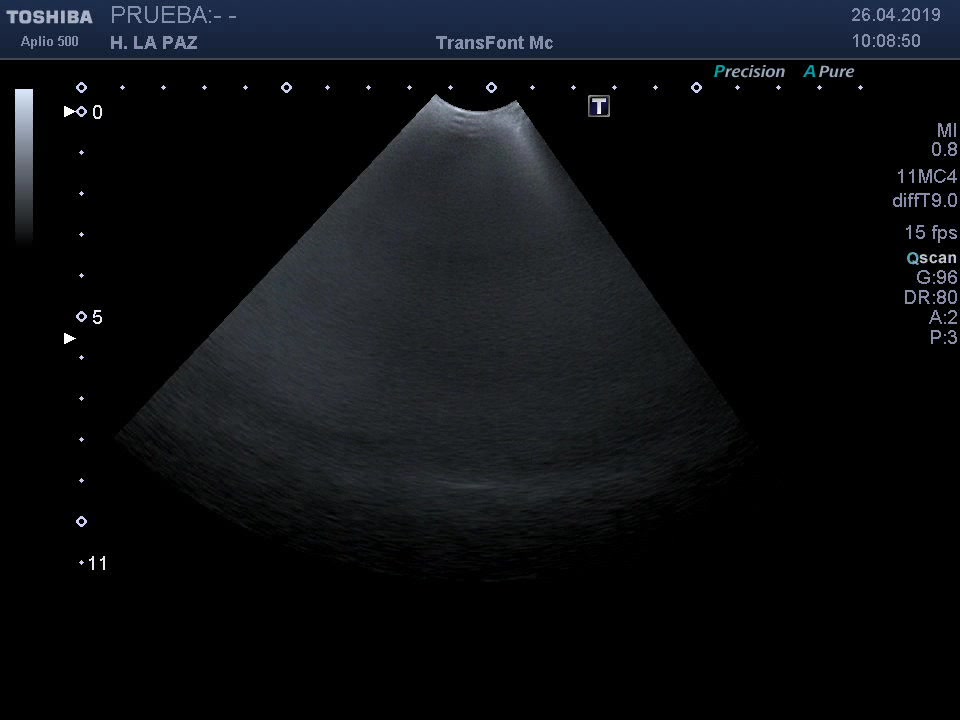 TOSHIBA PRUEBA:- - 26.04.2019
Aplio 500 H. LA PAZ TransFont Mc 10:08:50
Precision A Pure
T
0
MI
0.8
11MC4
diffT9.0
15 fps
Qscan
G:96
DR:80
5 A:2
P:3
11